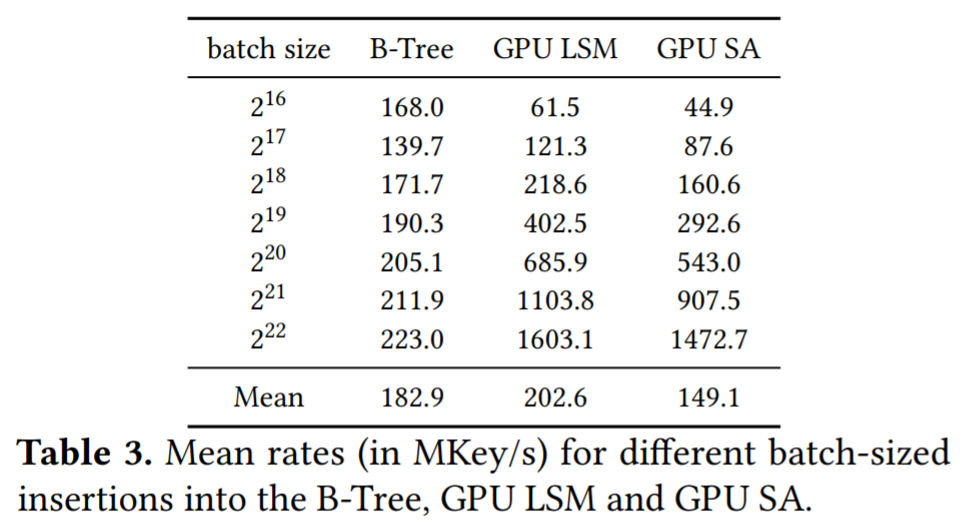 batch size B-Tree GPU LSM GPU SA
2^16 168.0 61.5 44.9
2^17 139.7 121.3 87.6
2^18 171.7 218.6 160.6
2^19 190.3 402.5 292.6
2^20 205.1 685.9 543.0
2^21 211.9 1103.8 907.5
2^22 223.0 1603.1 1472.7
Mean 182.9 202.6 149.1
Table 3. Mean rates (in MKey/s) for different batch-sized
insertions into the B-Tree, GPU LSM and GPU SA.